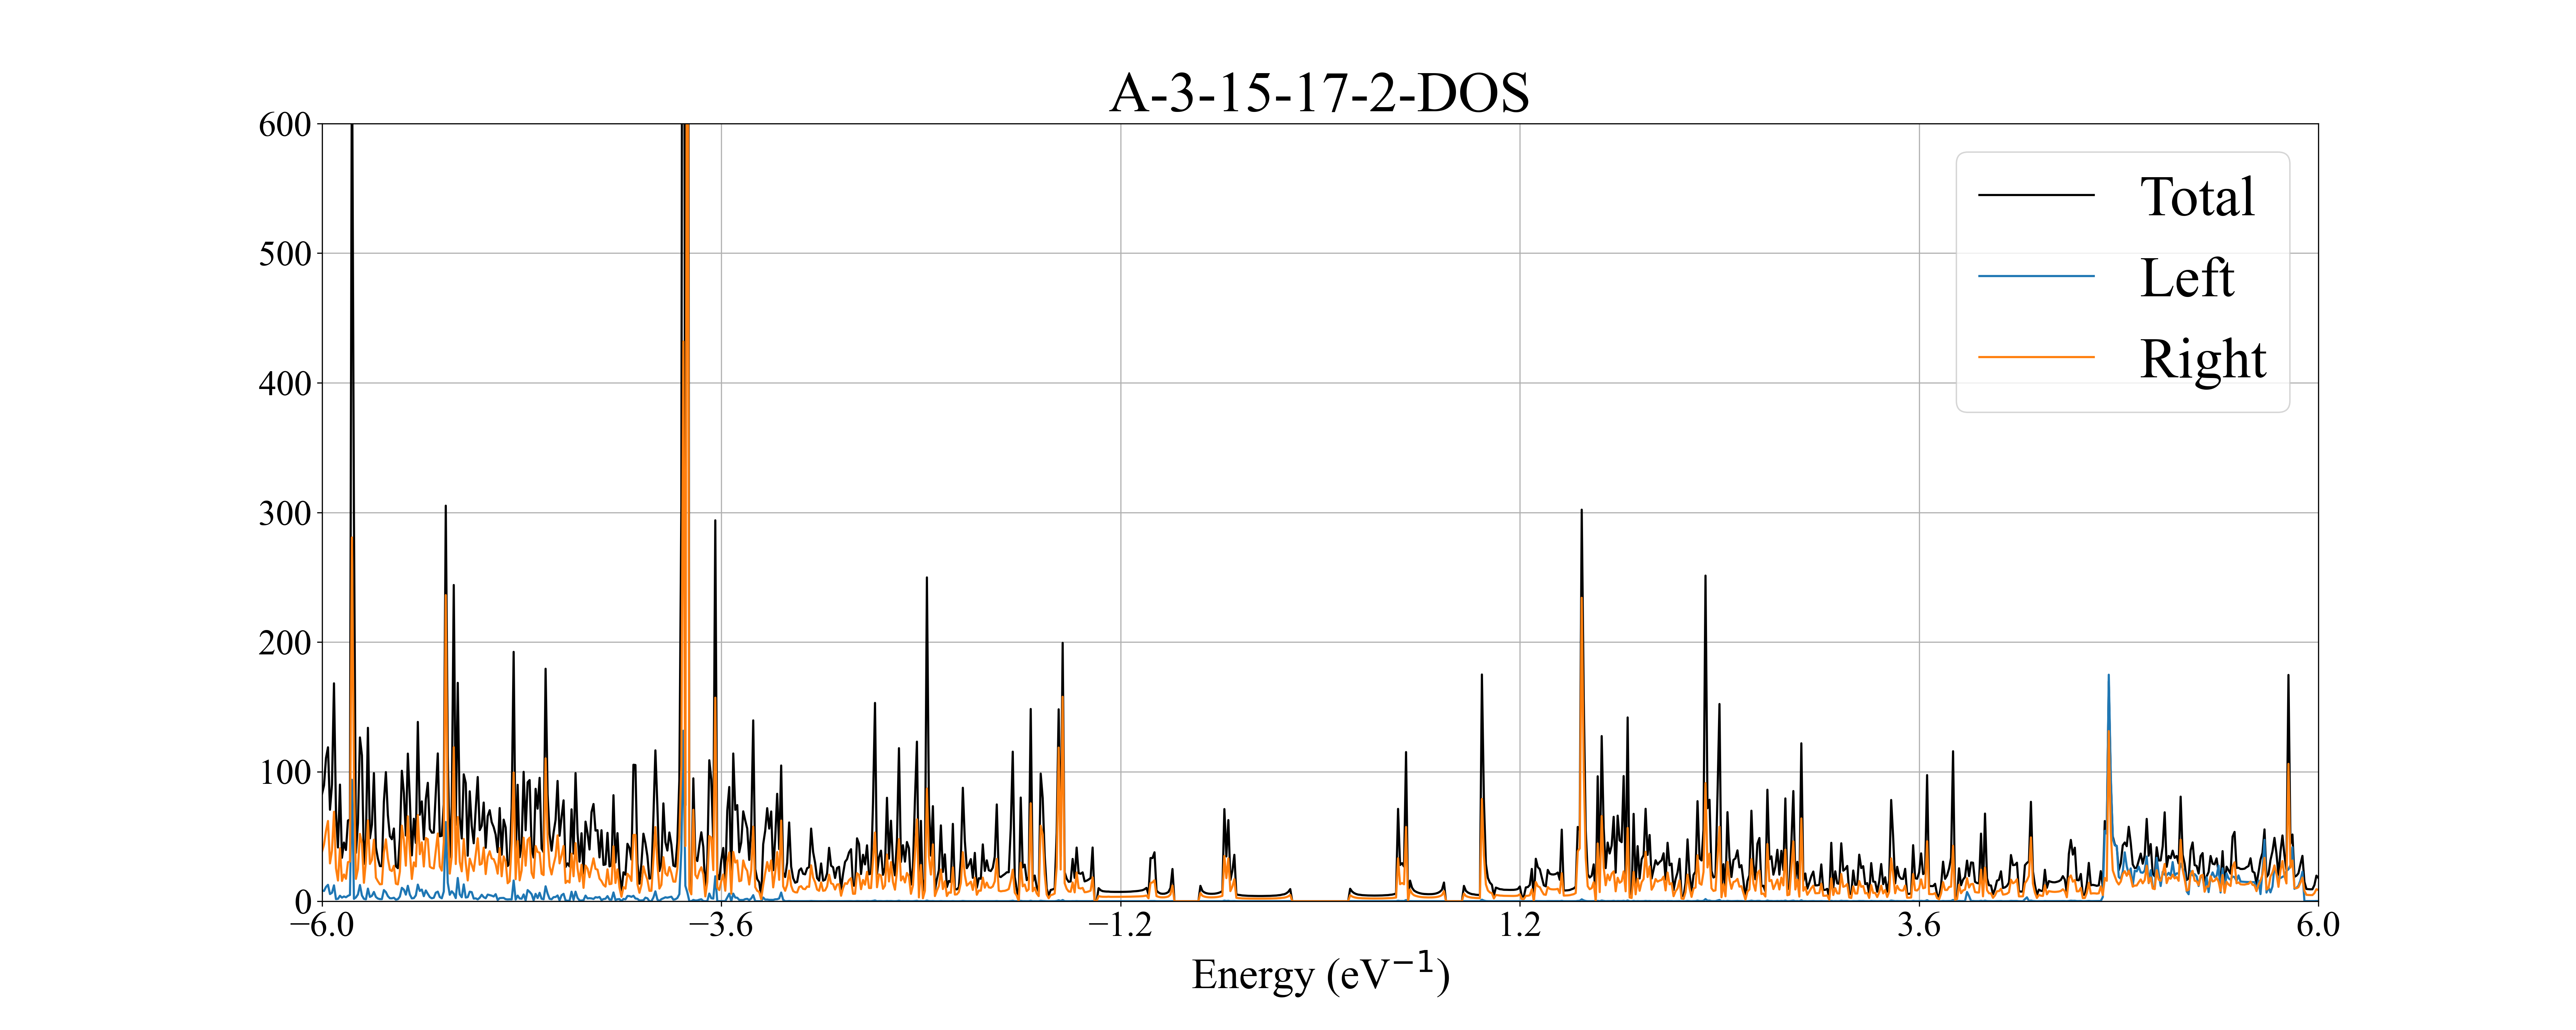 A-3-15-17-2-DOS
600
500
400
300
200
100
0
Total
Left
Right
−6.0 −3.6 −1.2 1.2 3.6 6.0
Energy (eV⁻¹)